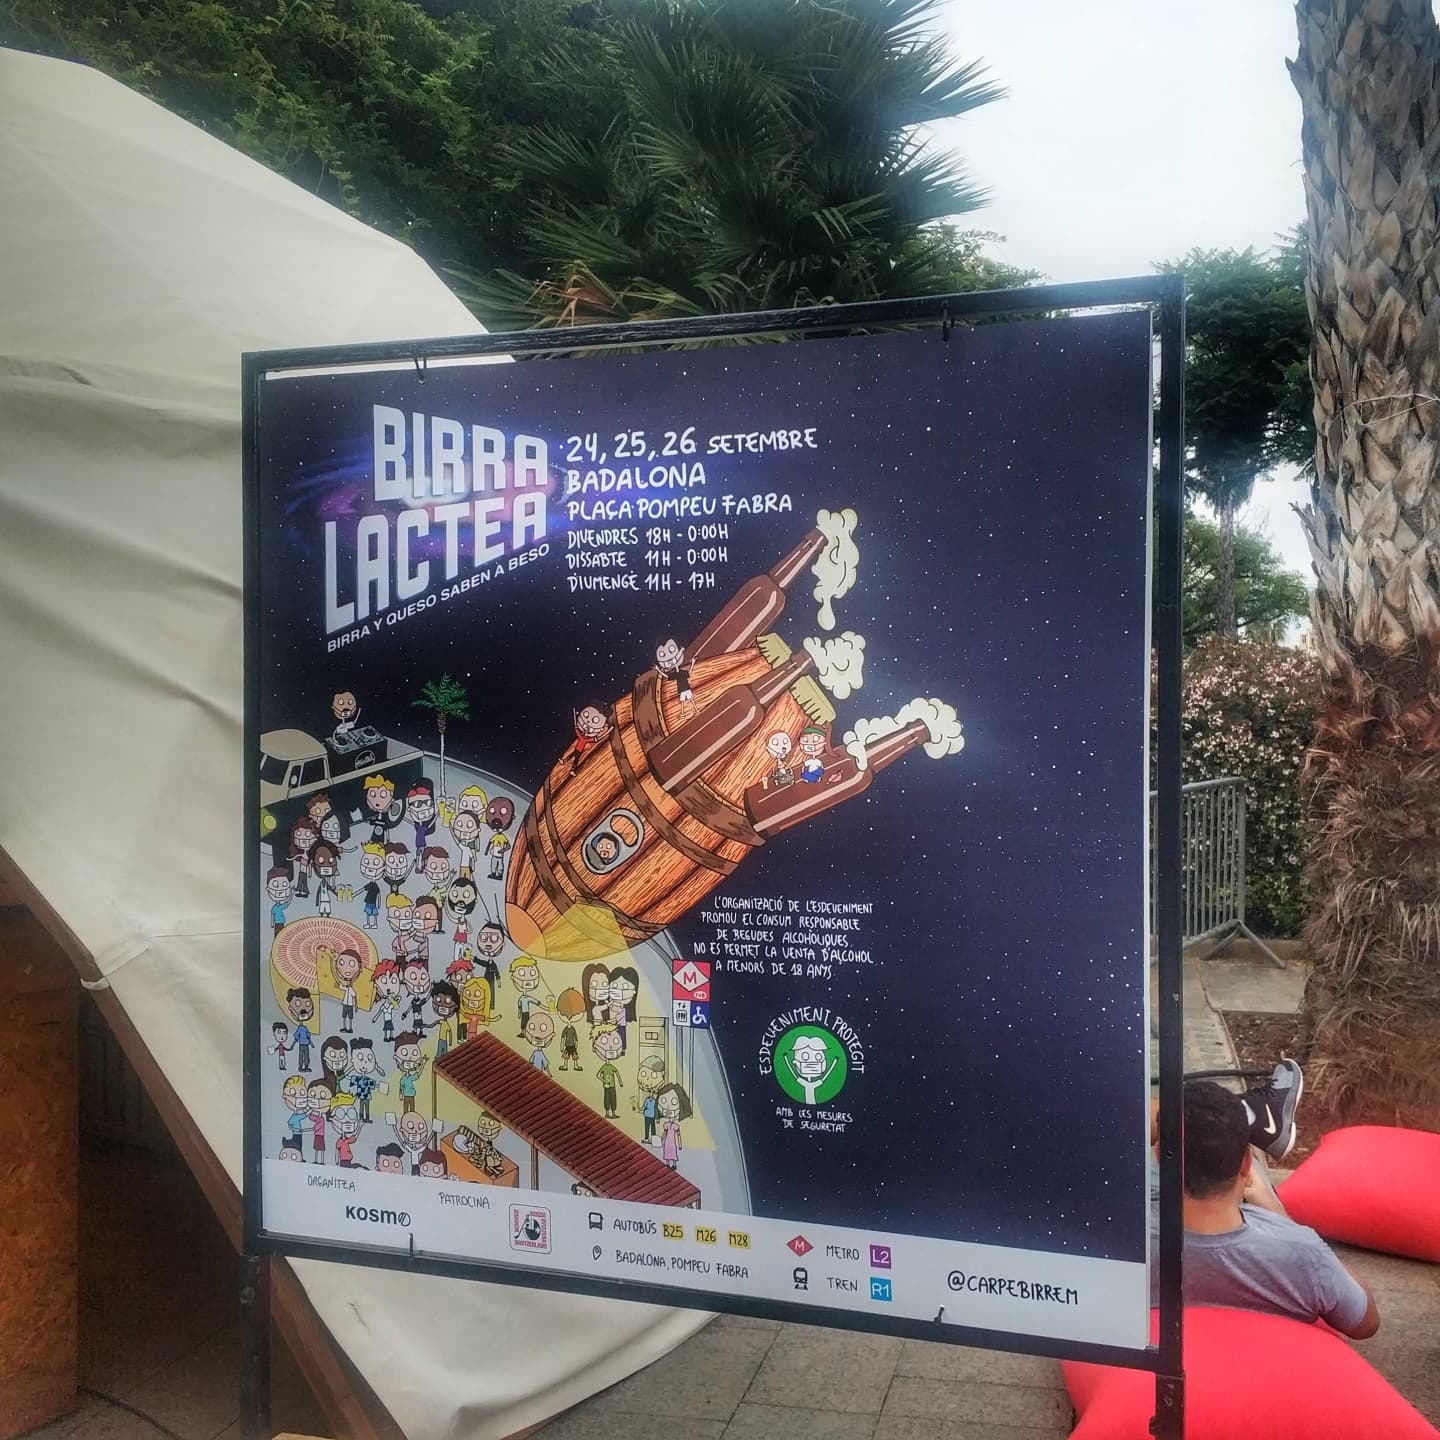 BIRRA
LACTEA
BIRRA Y QUESO SABEN A BESO
24, 25, 26 SETEMBRE
BADALONA
PLAÇA POMPEU FABRA
DIVENDRES 18H - 0:00H
DISSABTE 11H - 0:00H
DIUMENGE 11H - 17H
L'ORGANITZACIÓ DE L'ESDEVENIMENT
PROMOU EL CONSUM RESPONSABLE
DE BEGUDES ALCOHÒLIQUES.
NO ES PERMET LA VENTA D'ALCOHOL
A MENORS DE 18 ANYS.
M
ESDEVENIMENT PROTEGIT
AMB LES MESURES
DE SEGURETAT
ORGANITZA
KOSMO
PATROCINA
SWITZERLAND
AUTOBÚS B25 M26 M28
BADALONA, POMPEU FABRA
M METRO L2
TREN R1
@CARPEBIRREM